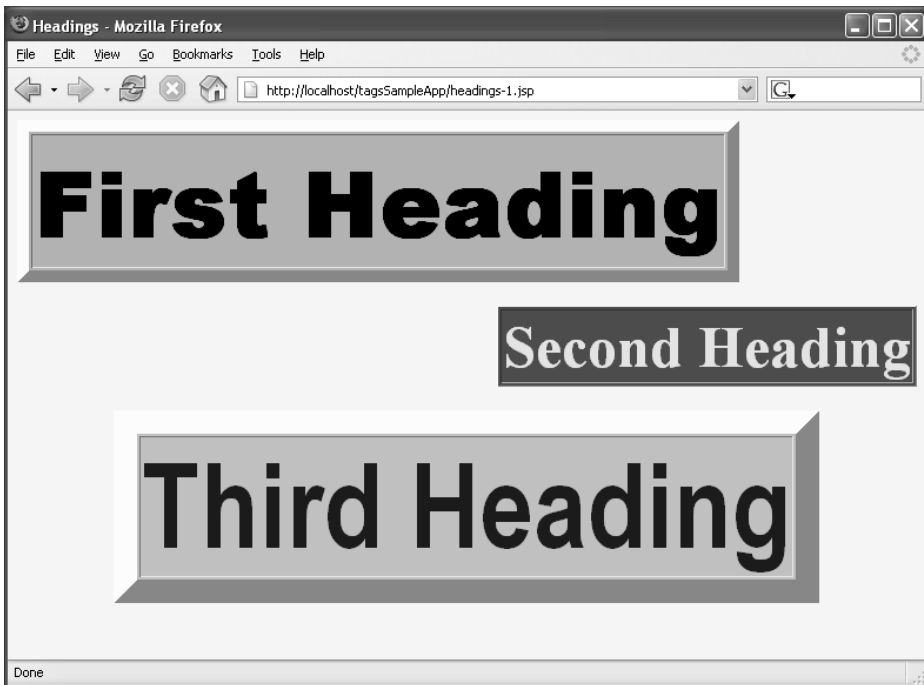 Headings - Mozilla Firefox
File Edit View Go Bookmarks Tools Help
http://localhost/tagsSampleApp/headings-1.jsp
G
First Heading
Second Heading
Third Heading
Done